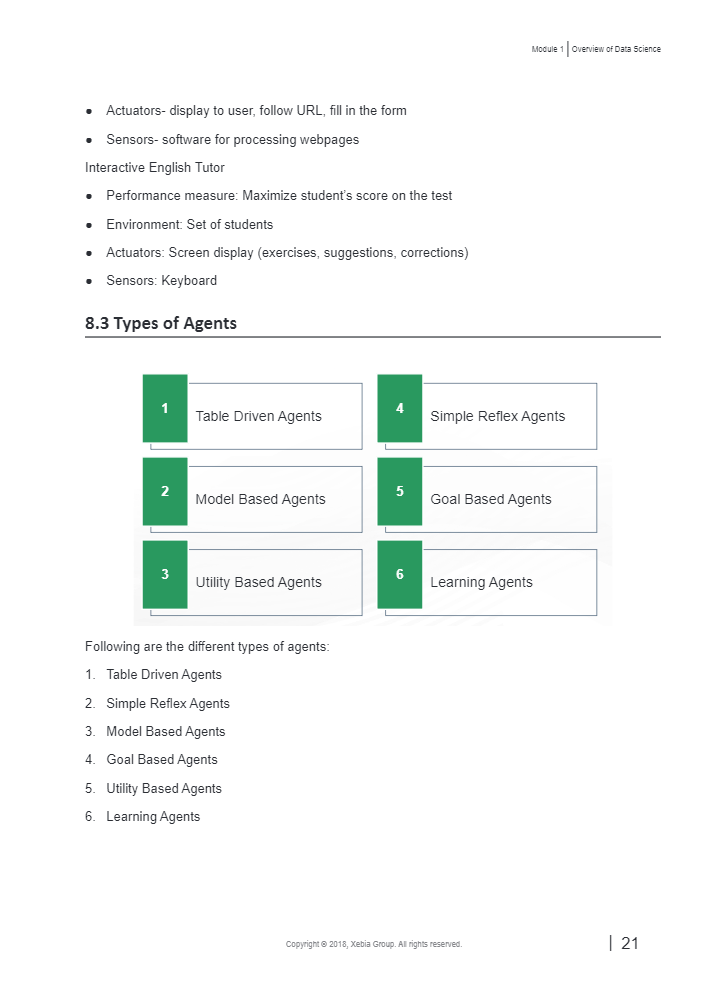 Module 1 | Overview of Data Science
● Actuators- display to user, follow URL, fill in the form
● Sensors- software for processing webpages
Interactive English Tutor
● Performance measure: Maximize student's score on the test
● Environment: Set of students
● Actuators: Screen display (exercises, suggestions, corrections)
● Sensors: Keyboard
8.3 Types of Agents
1 Table Driven Agents
4 Simple Reflex Agents
2 Model Based Agents
5 Goal Based Agents
3 Utility Based Agents
6 Learning Agents
Following are the different types of agents:
1. Table Driven Agents
2. Simple Reflex Agents
3. Model Based Agents
4. Goal Based Agents
5. Utility Based Agents
6. Learning Agents
Copyright © 2018, Xebia Group. All rights reserved.
| 21